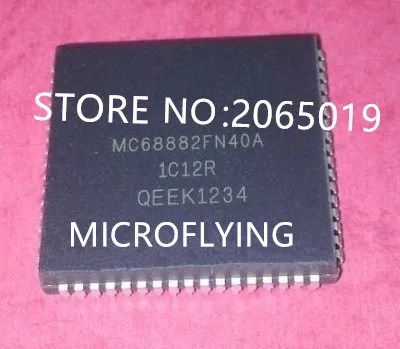 STORE NO:2065019
MC68882FN40A
1C12R
QEEK1234
MICROFLYING